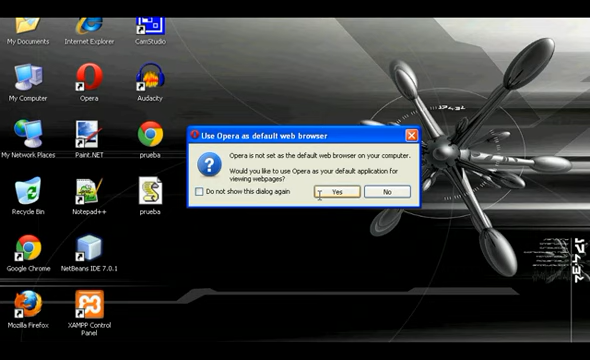 My Documents
Internet Explorer
CamStudio
My Computer
Opera
Audacity
My Network Places
Paint.NET
prueba
Recycle Bin
Notepad++
prueba
Google Chrome
NetBeans IDE 7.0.1
Mozilla Firefox
XAMPP Control
Panel
Use Opera as default web browser
Opera is not set as the default web browser on your computer.
Would you like to use Opera as your default application for
viewing webpages?
Do not show this dialog again
Yes
No